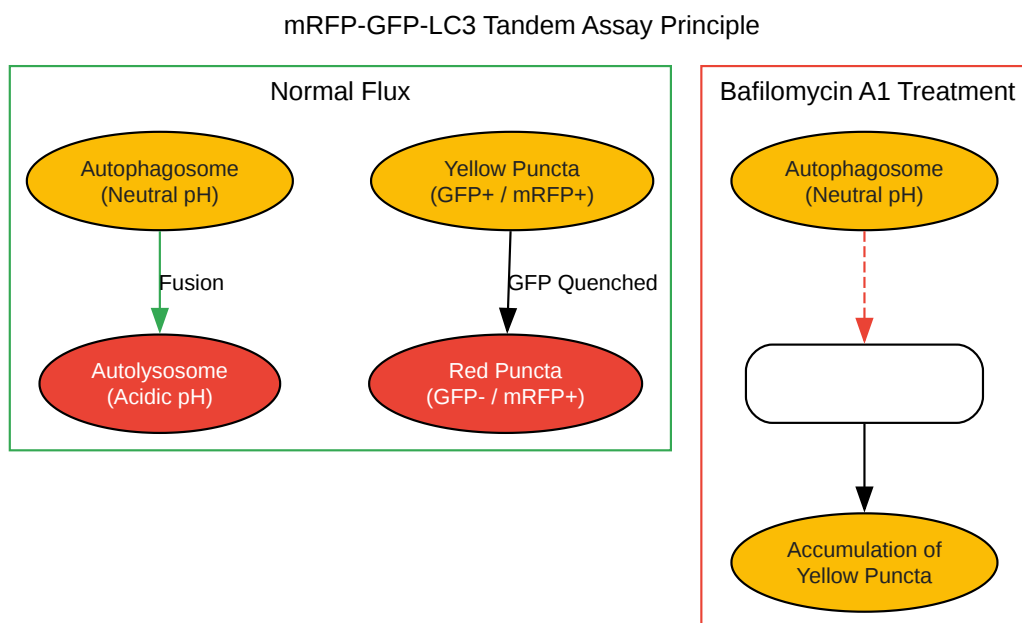 mRFP-GFP-LC3 Tandem Assay Principle
Normal Flux
Autophagosome
(Neutral pH)
Yellow Puncta
(GFP+ / mRFP+)
Fusion
GFP Quenched
Autolysosome
(Acidic pH)
Red Puncta
(GFP- / mRFP+)
Bafilomycin A1 Treatment
Autophagosome
(Neutral pH)
Accumulation of
Yellow Puncta